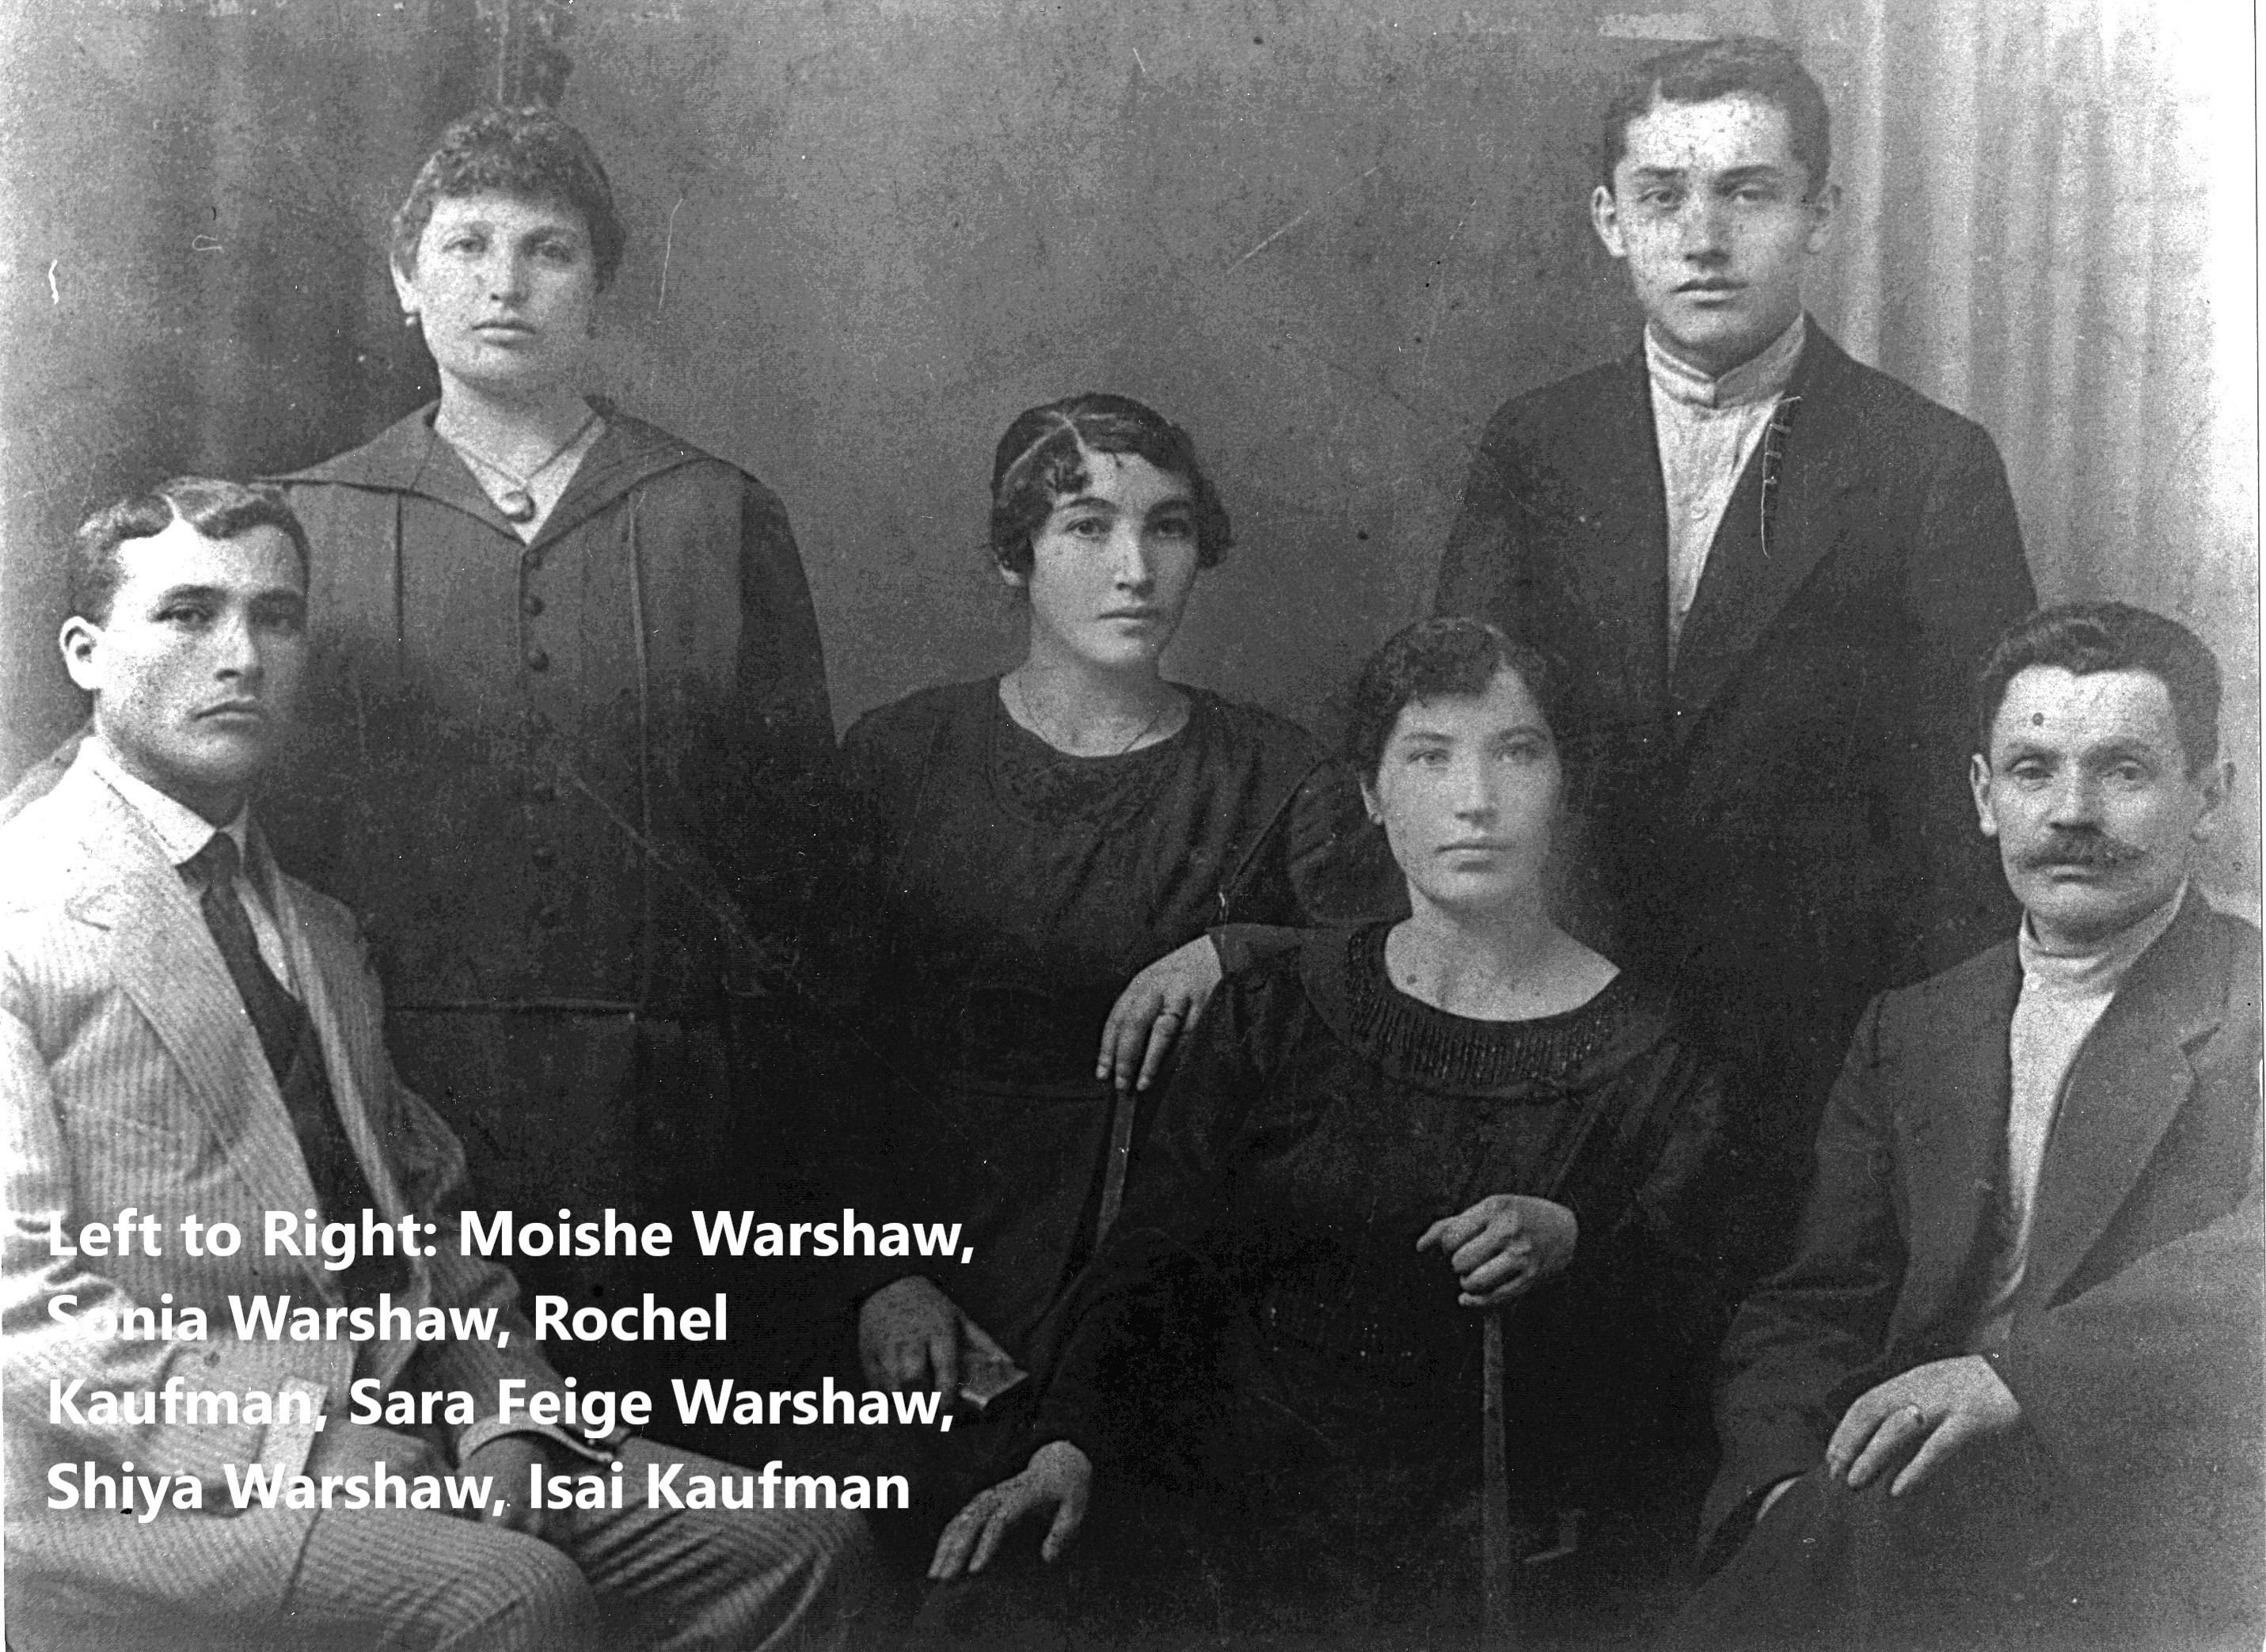 Left to Right: Moishe Warshaw,
Sonia Warshaw, Rochel
Kaufman, Sara Feige Warshaw,
Shiya Warshaw, Isai Kaufman